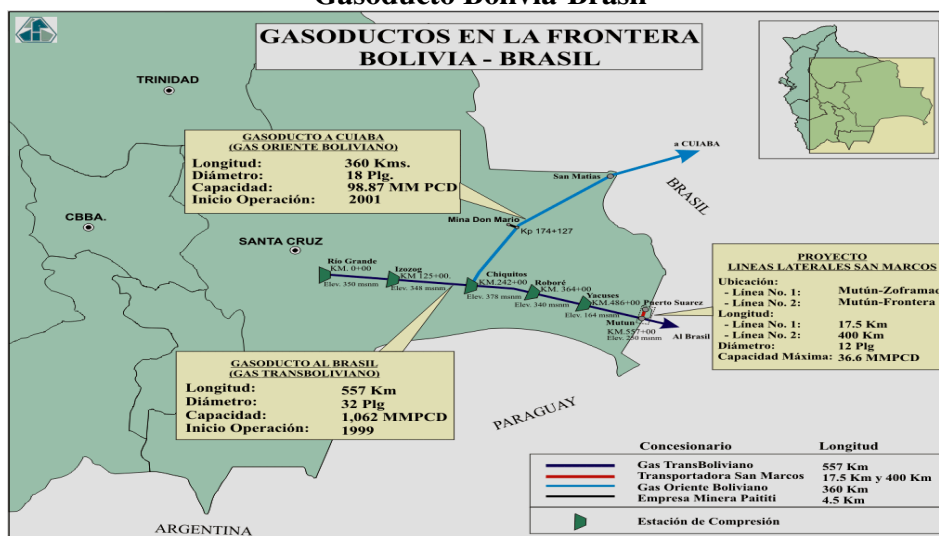 Gasoducto Bolivia-Brasil
GASODUCTOS EN LA FRONTERA
BOLIVIA - BRASIL
TRINIDAD
GASODUCTO A CUIABA
(GAS ORIENTE BOLIVIANO)
Longitud: 360 Kms.
Diámetro: 18 Plg.
Capacidad: 98.87 MM PCD
Inicio Operación: 2001
a CUIABA
San Matias
BRASIL
CBBA.
Mina Don Mario
Kp 174+127
SANTA CRUZ
Río Grande
KM. 0+00
Elev. 350 msnm
Izozog
KM 125+00.
Elev. 348 msnm
Chiquitos
KM.242+00
Elev. 378 msnm
Roboré
KM. 364+00
Elev. 340 msnm
Yacuses
KM.486+00
Elev. 164 msnm
Puerto Suarez
Mutun
KM.557+00
Elev. 250 msnm
Al Brasil
PROYECTO
LINEAS LATERALES SAN MARCOS
Ubicación:
- Línea No. 1: Mutún-Zoframac
- Línea No. 2: Mutún-Frontera
Longitud:
- Línea No. 1: 17.5 Km
- Línea No. 2: 400 Km
Diámetro: 12 Plg
Capacidad Máxima: 36.6 MMPCD
GASODUCTO AL BRASIL
(GAS TRANSBOLIVIANO)
Longitud: 557 Km
Diámetro: 32 Plg
Capacidad: 1,062 MMPCD
Inicio Operación: 1999
PARAGUAY
ARGENTINA
Concesionario Longitud
Gas TransBoliviano 557 Km
Transportadora San Marcos 17.5 Km y 400 Km
Gas Oriente Boliviano 360 Km
Empresa Minera Paititi 4.5 Km
Estación de Compresión